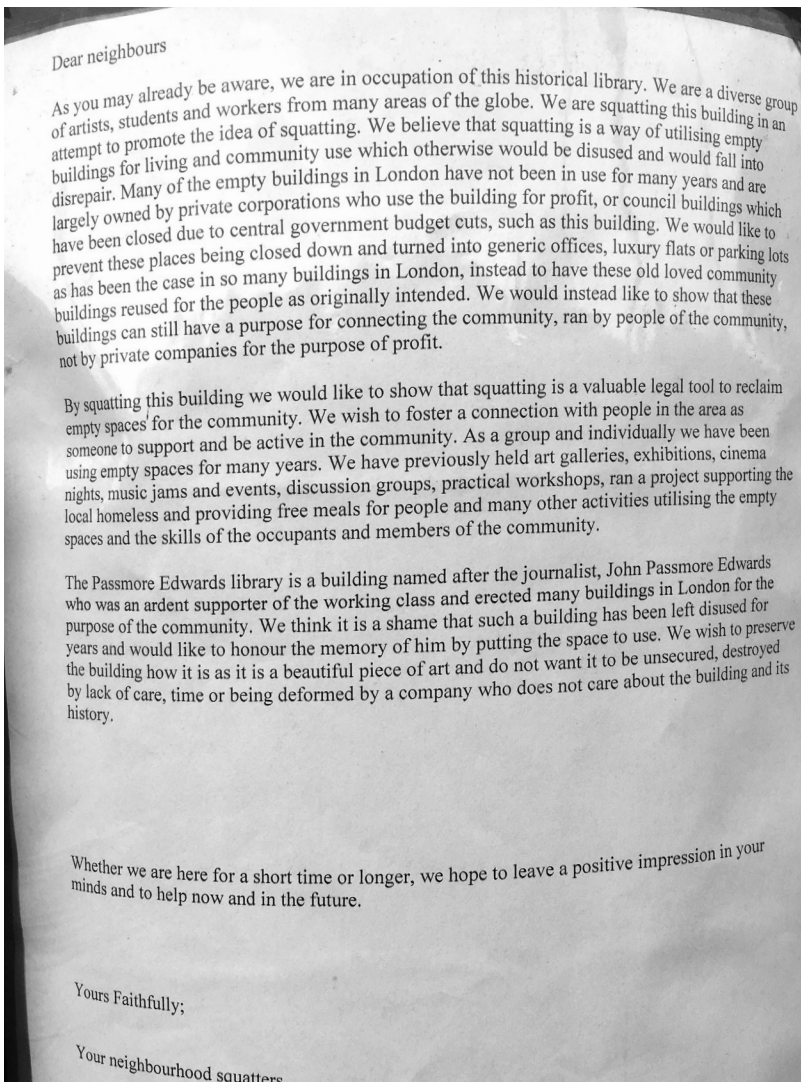 Dear neighbours
As you may already be aware, we are in occupation of this historical library. We are a diverse group
of artists, students and workers from many areas of the globe. We are squatting this building in an
attempt to promote the idea of squatting. We believe that squatting is a way of utilising empty
buildings for living and community use which otherwise would be disused and would fall into
disrepair. Many of the empty buildings in London have not been in use for many years and are
largely owned by private corporations who use the building for profit, or council buildings which
have been closed due to central government budget cuts, such as this building. We would like to
prevent these places being closed down and turned into generic offices, luxury flats or parking lots
as has been the case in so many buildings in London, instead to have these old loved community
buildings reused for the people as originally intended. We would instead like to show that these
buildings can still have a purpose for connecting the community, ran by people of the community,
not by private companies for the purpose of profit.
By squatting this building we would like to show that squatting is a valuable legal tool to reclaim
empty spaces for the community. We wish to foster a connection with people in the area as
someone to support and be active in the community. As a group and individually we have been
using empty spaces for many years. We have previously held art galleries, exhibitions, cinema
nights, music jams and events, discussion groups, practical workshops, ran a project supporting the
local homeless and providing free meals for people and many other activities utilising the empty
spaces and the skills of the occupants and members of the community.
The Passmore Edwards library is a building named after the journalist, John Passmore Edwards
who was an ardent supporter of the working class and erected many buildings in London for the
purpose of the community. We think it is a shame that such a building has been left disused for
years and would like to honour the memory of him by putting the space to use. We wish to preserve
the building how it is as it is a beautiful piece of art and do not want it to be unsecured, destroyed
by lack of care, time or being deformed by a company who does not care about the building and its
history.
Whether we are here for a short time or longer, we hope to leave a positive impression in your
minds and to help now and in the future.
Yours Faithfully;
Your neighbourhood squatters